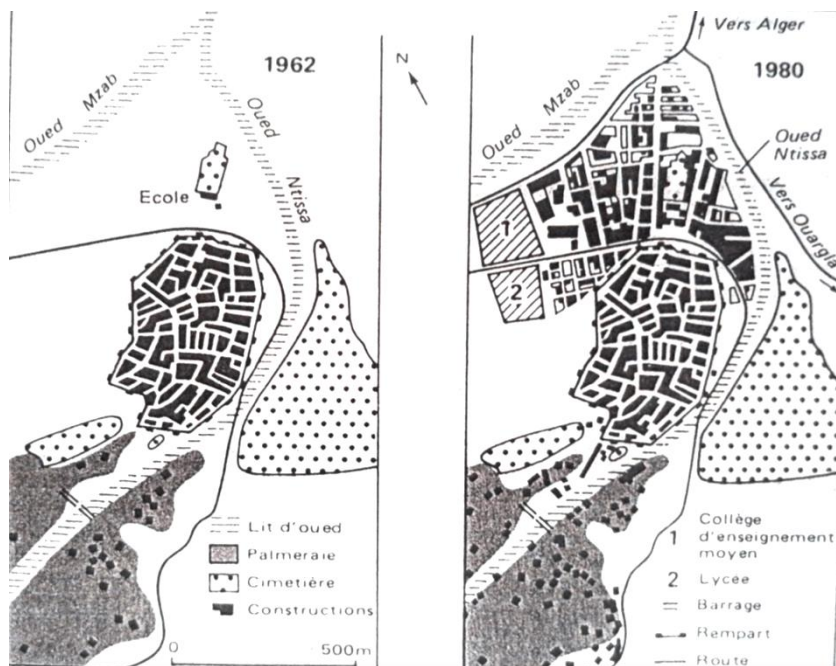 1962
N
Oued Mzab
Oued Ntissa
Ecole
Lit d'oued
Palmeraie
Cimetière
Constructions
0 500m
Vers Alger
1980
Oued Mzab
Oued
Ntissa
Vers Ouargla
1
2
1 Collège
d'enseignement
moyen
2 Lycée
Barrage
Rempart
Route